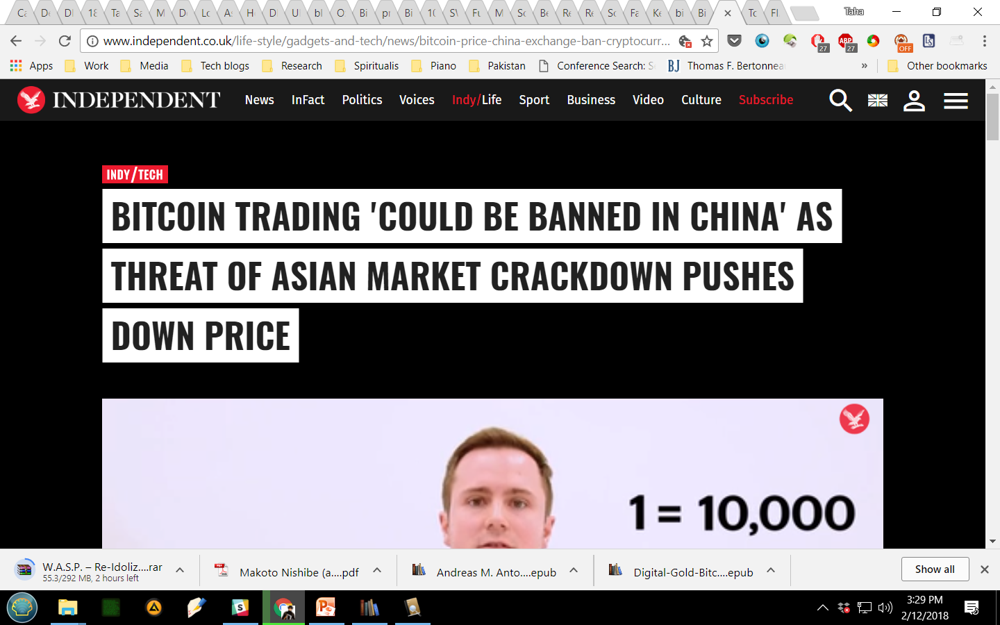 Ca
De
DI
18
Ta
Sa
M
De
Lo
A
H
D
U
bl
O
Bi
pr
Bi
10
SV
Fu
M
Sc
Be
Re
Re
Sc
Fa
Ke
bi
Bi
To
Fl
Taha
www.independent.co.uk/life-style/gadgets-and-tech/news/bitcoin-price-china-exchange-ban-cryptocurr...
27
ABP
27
OFF
LS
Apps
Work
Media
Tech blogs
Research
Spiritualis
Piano
Pakistan
Conference Search: S
BJ
Thomas F. Bertonnea
»
Other bookmarks
INDEPENDENT
News
InFact
Politics
Voices
Indy/Life
Sport
Business
Video
Culture
Subscribe
INDY/TECH
BITCOIN TRADING 'COULD BE BANNED IN CHINA' AS
THREAT OF ASIAN MARKET CRACKDOWN PUSHES
DOWN PRICE
1 = 10,000
W.A.S.P. – Re-Idoliz....rar
55.3/292 MB, 2 hours left
Makoto Nishibe (a....pdf
Andreas M. Anto....epub
Digital-Gold-Bitc....epub
Show all
3:29 PM
2/12/2018